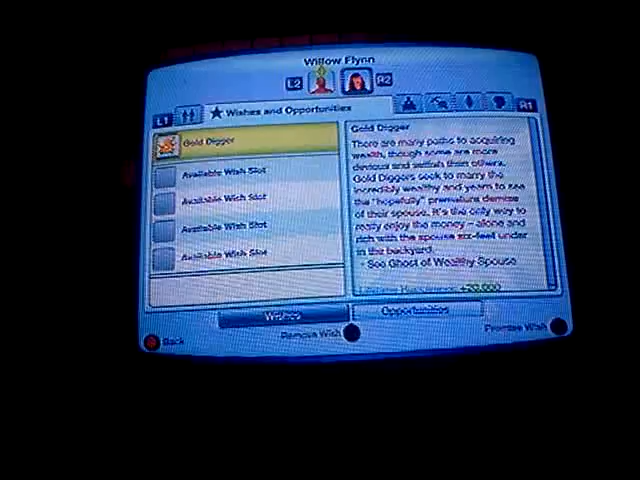 Willow Flynn
L2 R2
L1 Wishes and Opportunities R1
Gold Digger
Available Wish Slot
Available Wish Slot
Available Wish Slot
Available Wish Slot
Gold Digger
There are many paths to acquiring
wealth, though some are more
devious and selfish than others.
Gold Diggers seek to marry the
incredibly wealthy and yearn to see
the "hopefully" premature demise
of their spouse. It's the only way to
really enjoy the money - alone and
rich with the spouse six-feet under
in the backyard.
- See Ghost of Wealthy Spouse
Lifetime Happiness: +50,000
Wishes Opportunities
Back Remove Wish Promise Wish